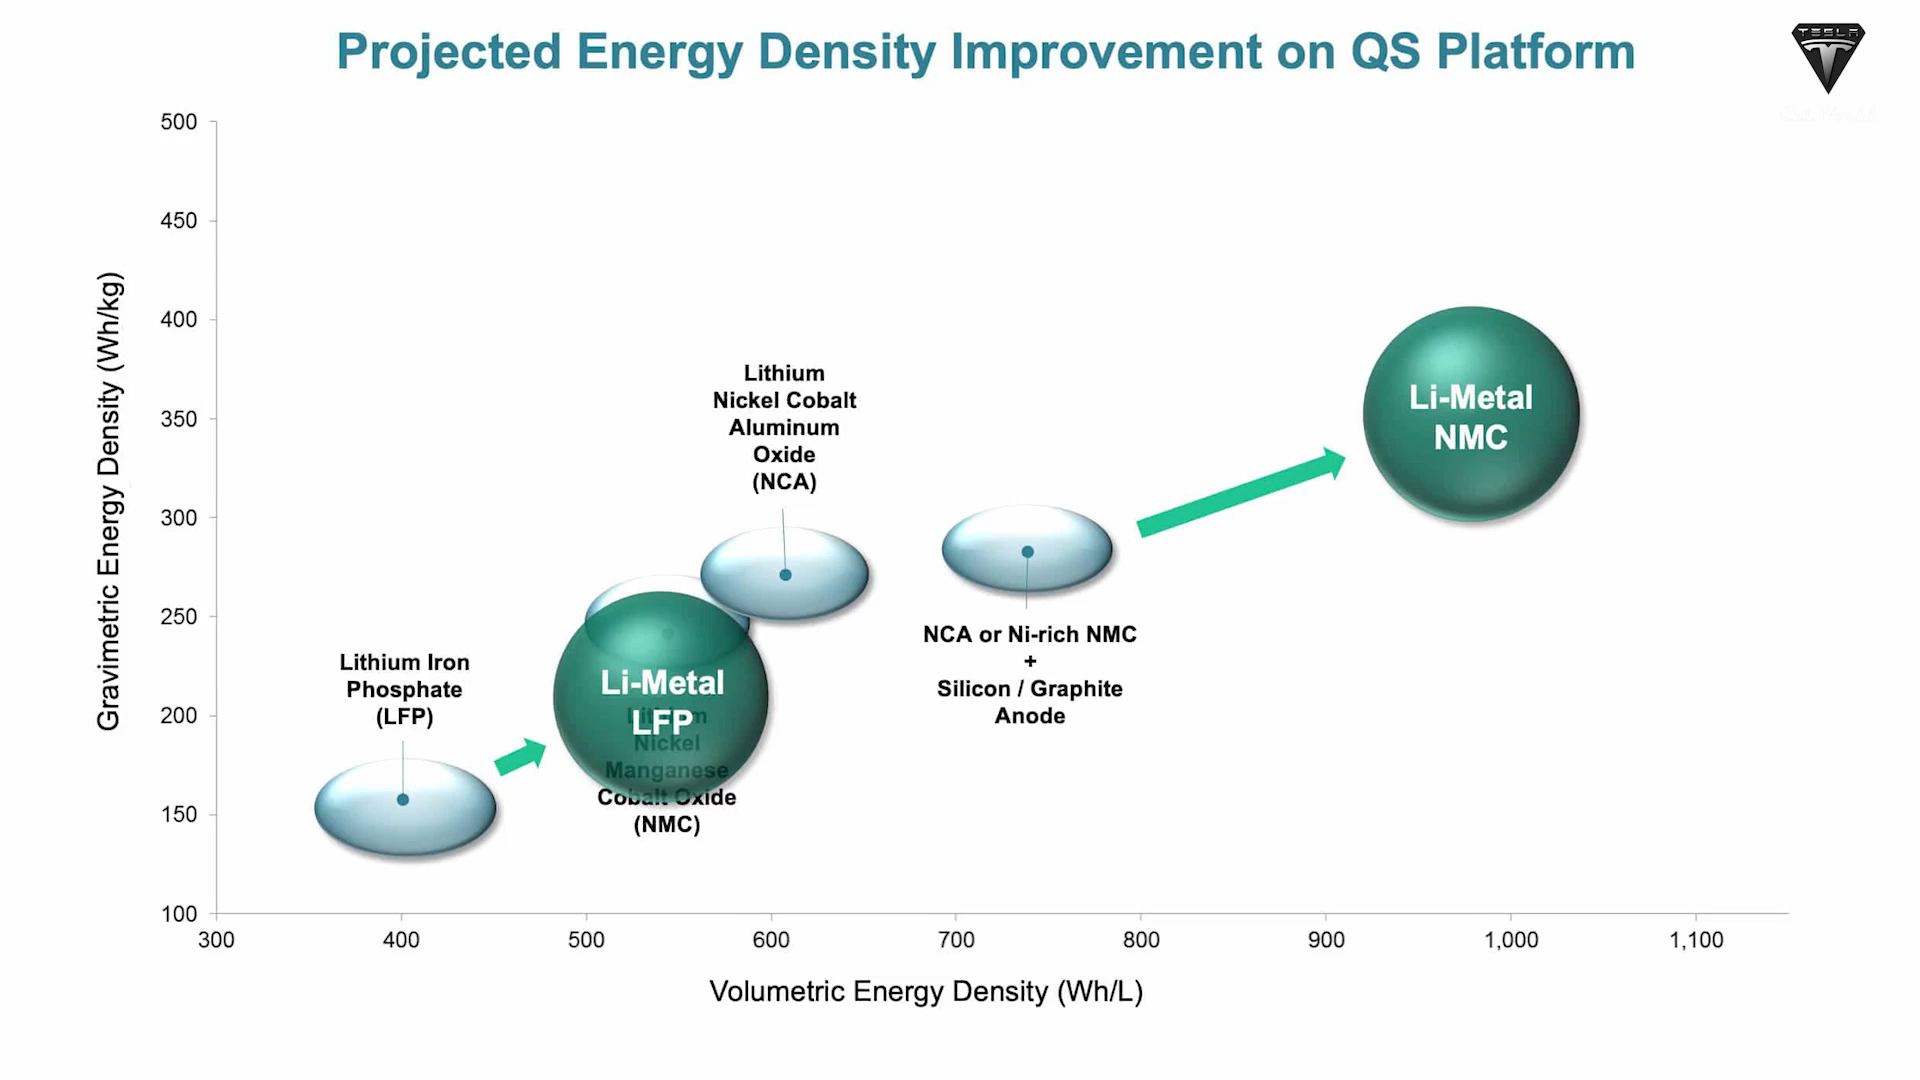 Projected Energy Density Improvement on QS Platform
TESLA
500
450
400
350
300
250
200
150
100
Gravimetric Energy Density (Wh/kg)
Lithium Iron
Phosphate
(LFP)
Li-Metal
LFP
Lithium
Nickel
Manganese
Cobalt Oxide
(NMC)
Lithium
Nickel Cobalt
Aluminum
Oxide
(NCA)
NCA or Ni-rich NMC
+
Silicon / Graphite
Anode
Li-Metal
NMC
300 400 500 600 700 800 900 1,000 1,100
Volumetric Energy Density (Wh/L)